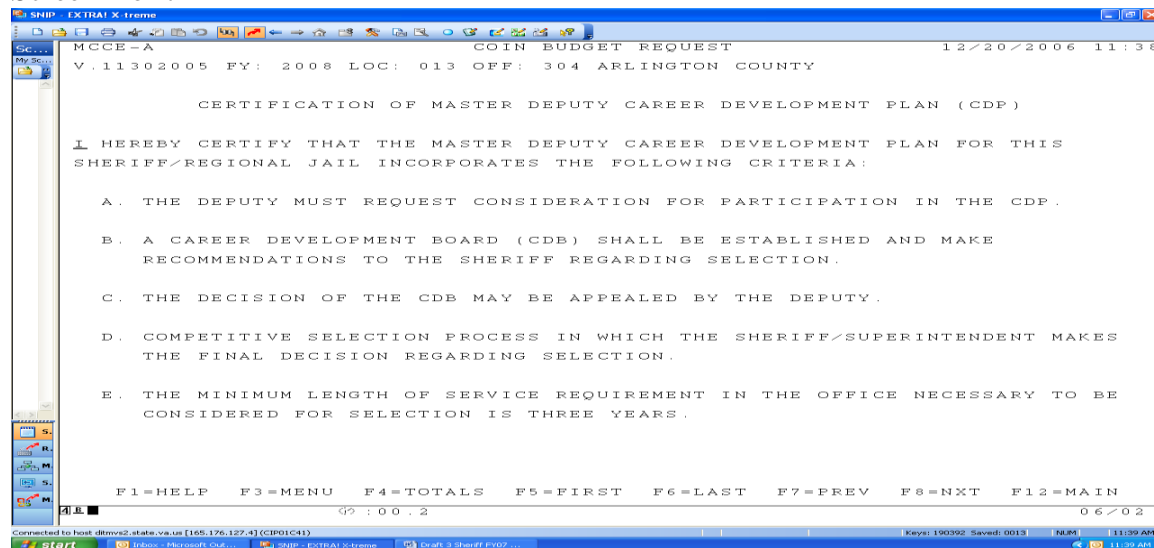 SNIP - EXTRA! X-treme
Sc...
My Sc...
MCCE-A COIN BUDGET REQUEST 12/20/2006 11:38
V.11302005 FY: 2008 LOC: 013 OFF: 304 ARLINGTON COUNTY
CERTIFICATION OF MASTER DEPUTY CAREER DEVELOPMENT PLAN (CDP)
I HEREBY CERTIFY THAT THE MASTER DEPUTY CAREER DEVELOPMENT PLAN FOR THIS
SHERIFF/REGIONAL JAIL INCORPORATES THE FOLLOWING CRITERIA:
A. THE DEPUTY MUST REQUEST CONSIDERATION FOR PARTICIPATION IN THE CDP.
B. A CAREER DEVELOPMENT BOARD (CDB) SHALL BE ESTABLISHED AND MAKE
RECOMMENDATIONS TO THE SHERIFF REGARDING SELECTION.
C. THE DECISION OF THE CDB MAY BE APPEALED BY THE DEPUTY.
D. COMPETITIVE SELECTION PROCESS IN WHICH THE SHERIFF/SUPERINTENDENT MAKES
THE FINAL DECISION REGARDING SELECTION.
E. THE MINIMUM LENGTH OF SERVICE REQUIREMENT IN THE OFFICE NECESSARY TO BE
CONSIDERED FOR SELECTION IS THREE YEARS.
S.
R.
M.
S.
M.
F1=HELP F3=MENU F4=TOTALS F5=FIRST F6=LAST F7=PREV F8=NXT F12=MAIN
:00.2 06/02
Connected to host ditmvs2.state.va.us [165.176.127.4] (CIP01C41) Keys: 190392 Saved: 0013 NUM 11:39 AM
start Inbox - Microsoft Out... SNIP - EXTRA! X-treme Draft 3 Sheriff FY07 ... 11:39 AM